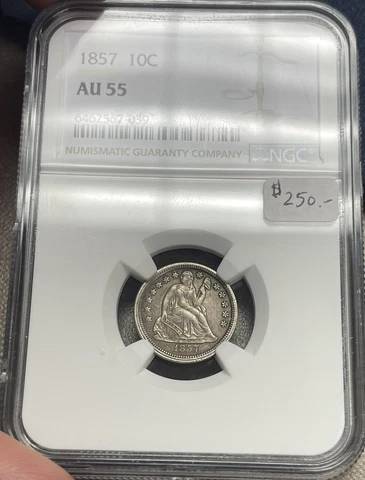 1857 10C
AU 55
NUMISMATIC GUARANTY COMPANY
NGC
$250.-
1857